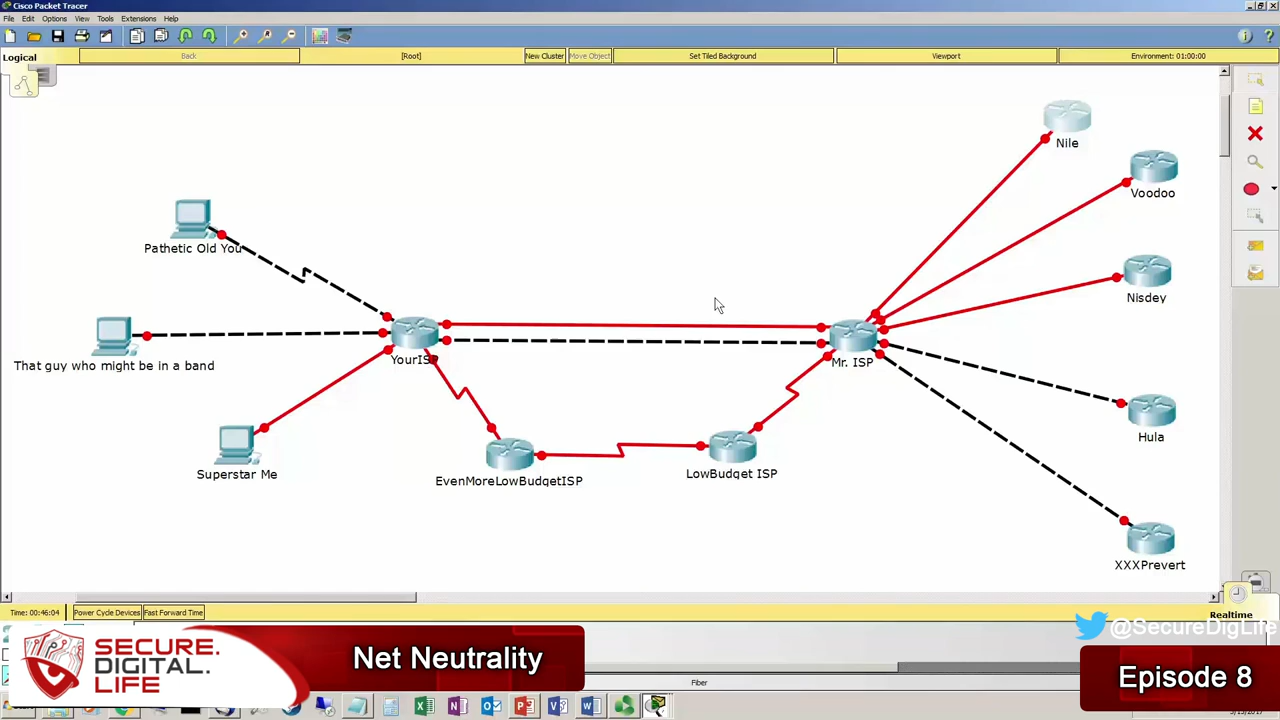 Cisco Packet Tracer
File Edit Options View Tools Extensions Help
Logical
Back
[Root]
New Cluster
Move Object
Set Tiled Background
Viewport
Environment: 01:00:00
Nile
Voodoo
Pathetic Old You
Nisdey
That guy who might be in a band
YourISP
Mr. ISP
Hula
Superstar Me
EvenMoreLowBudgetISP
LowBudget ISP
XXXPrevert
Time: 00:46:04
Power Cycle Devices
Fast Forward Time
Realtime
@SecureDigLife
SECURE.
DIGITAL.
LIFE
Net Neutrality
Episode 8
Fiber